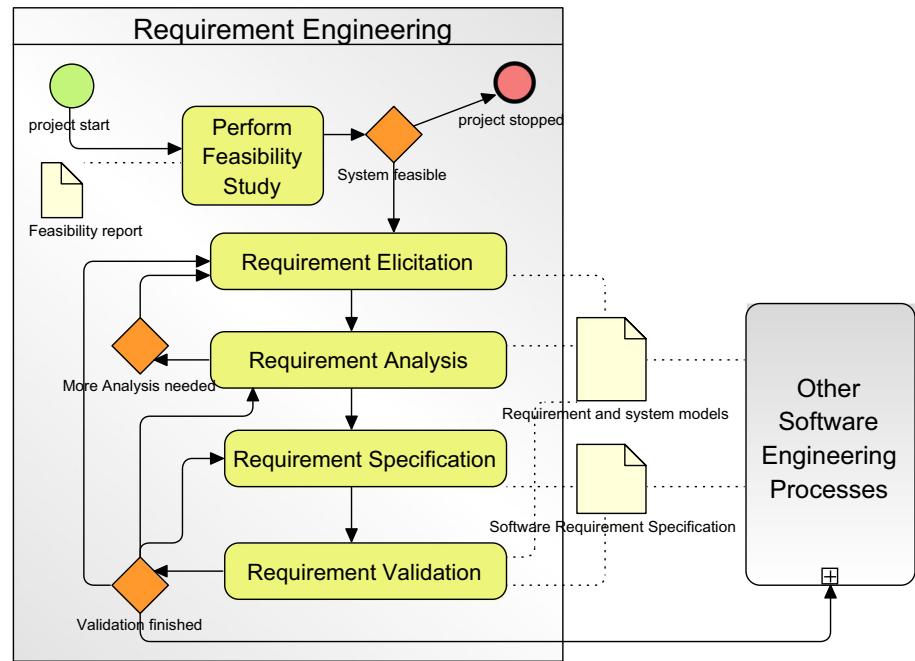 Requirement Engineering
project start
project stopped
Perform
Feasibility
Study
System feasible
Feasibility report
Requirement Elicitation
Requirement Analysis
More Analysis needed
Requirement and system models
Other
Software
Engineering
Processes
Requirement Specification
Software Requirement Specification
Requirement Validation
Validation finished